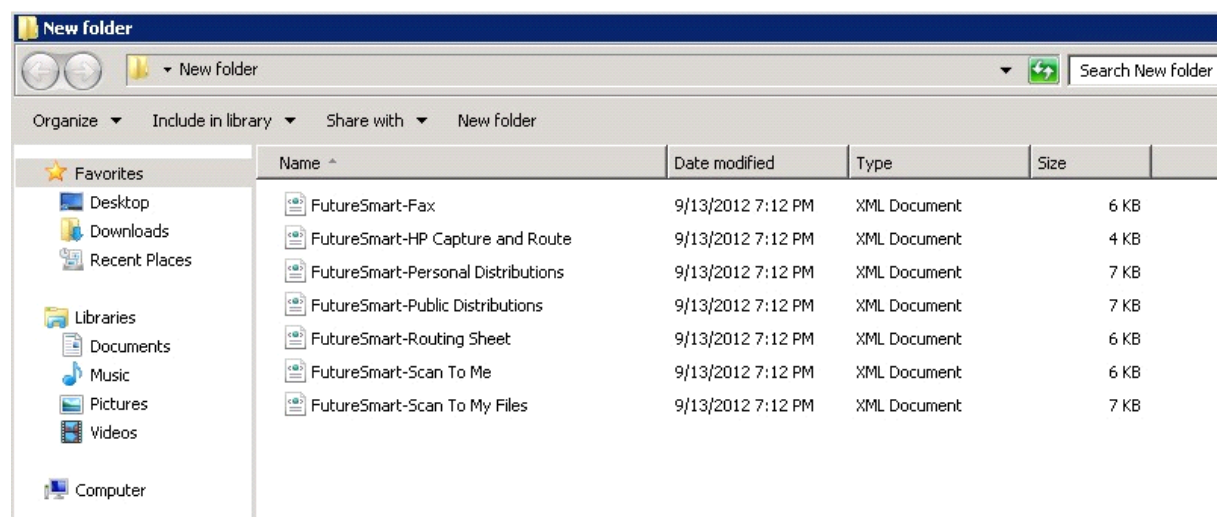 New folder
New folder
Search New folder
Organize Include in library Share with New folder
Name Date modified Type Size
Favorites
Desktop
Downloads
Recent Places
Libraries
Documents
Music
Pictures
Videos
Computer
FutureSmart-Fax 9/13/2012 7:12 PM XML Document 6 KB
FutureSmart-HP Capture and Route 9/13/2012 7:12 PM XML Document 4 KB
FutureSmart-Personal Distributions 9/13/2012 7:12 PM XML Document 7 KB
FutureSmart-Public Distributions 9/13/2012 7:12 PM XML Document 7 KB
FutureSmart-Routing Sheet 9/13/2012 7:12 PM XML Document 6 KB
FutureSmart-Scan To Me 9/13/2012 7:12 PM XML Document 6 KB
FutureSmart-Scan To My Files 9/13/2012 7:12 PM XML Document 7 KB